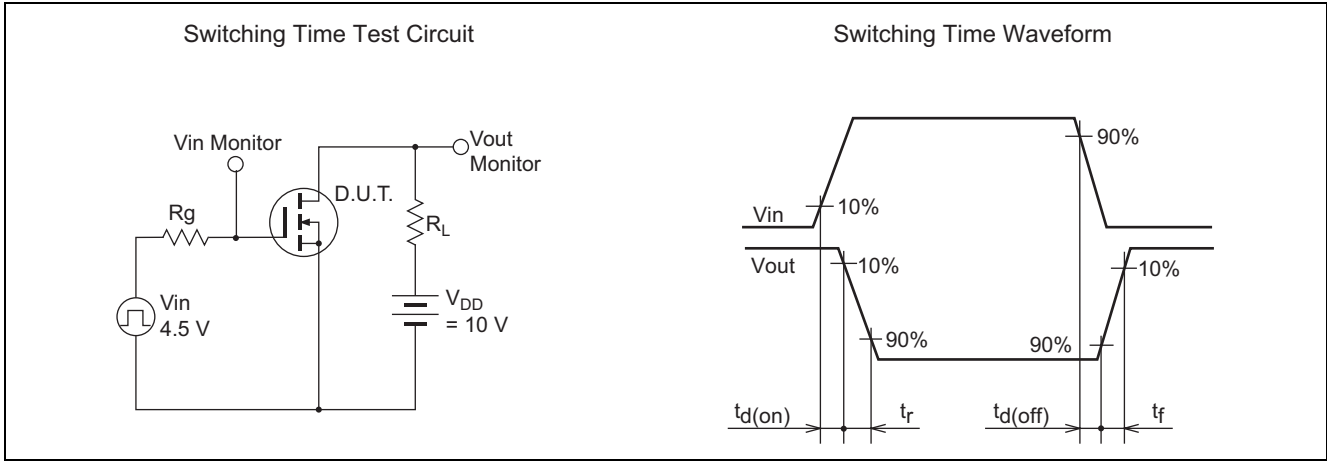 Switching Time Test Circuit
Vin Monitor
Vout
Monitor
D.U.T.
Rg
RL
Vin
4.5 V
VDD
= 10 V
Switching Time Waveform
90%
Vin
10%
Vout
10%
10%
90%
90%
td(on)
tr
td(off)
tf